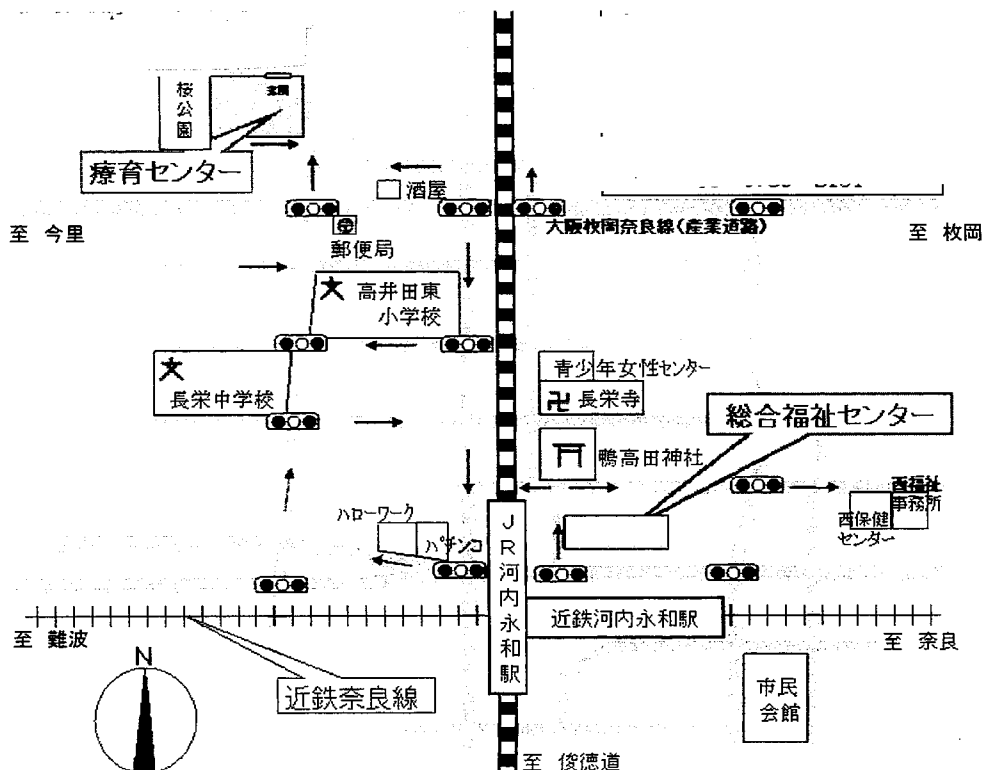 桜公園
玄関
療育センター
酒屋
至 今里
郵便局
大阪枚岡奈良線(産業道路)
至 枚岡
高井田東
小学校
長栄中学校
青少年女性センター
卍 長栄寺
総合福祉センター
鴨高田神社
西福祉
事務所
西保健
センター
ハローワーク
パチンコ
JR河内永和駅
近鉄河内永和駅
至 難波
至 奈良
N
近鉄奈良線
市民
会館
至 俊徳道